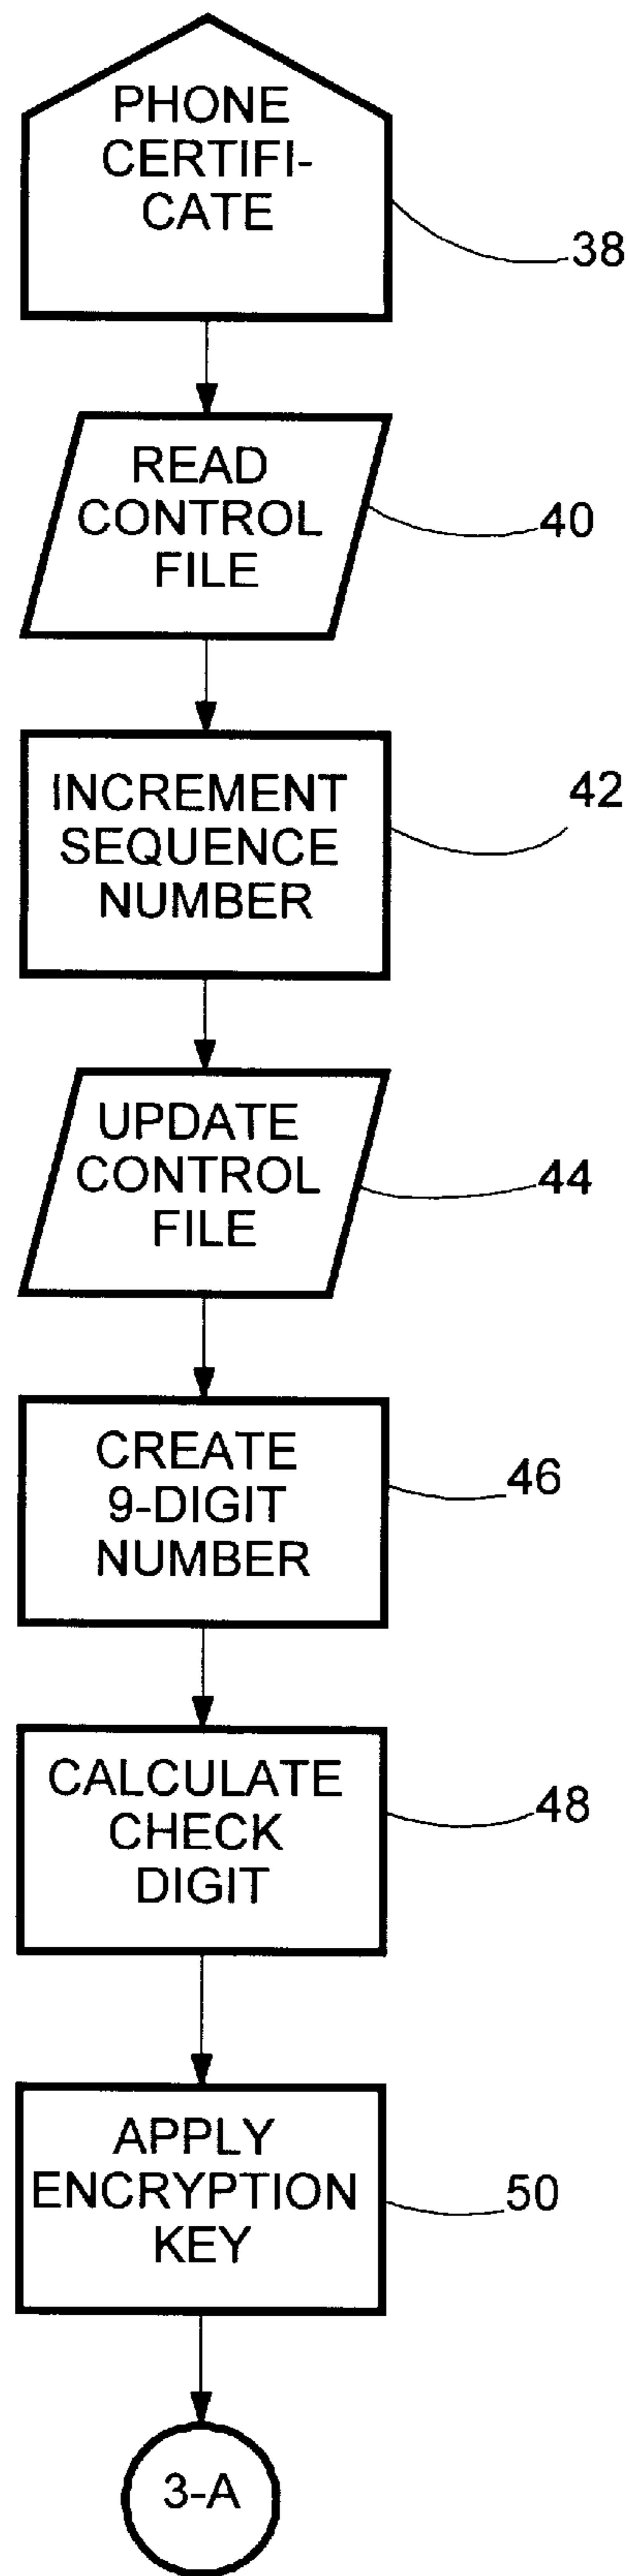 PHONE
CERTIFI-
CATE
38
READ
CONTROL
FILE
40
INCREMENT
SEQUENCE
NUMBER
42
UPDATE
CONTROL
FILE
44
CREATE
9-DIGIT
NUMBER
46
CALCULATE
CHECK
DIGIT
48
APPLY
ENCRYPTION
KEY
50
3-A